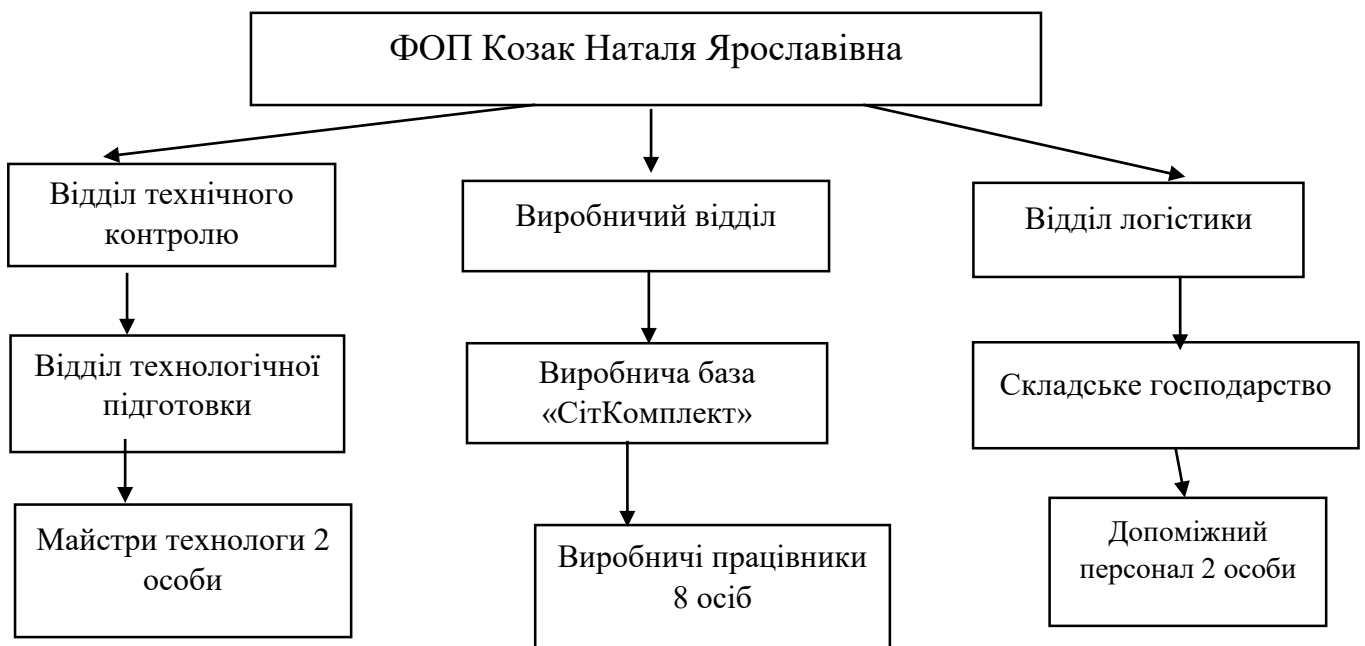 ФОП Козак Наталя Ярославівна
Відділ технічного
контролю
Виробничий відділ
Відділ логістики
Відділ технологічної
підготовки
Виробнича база
«СітКомплект»
Складське господарство
Майстри технологи 2
особи
Виробничі працівники
8 осіб
Допоміжний
персонал 2 особи